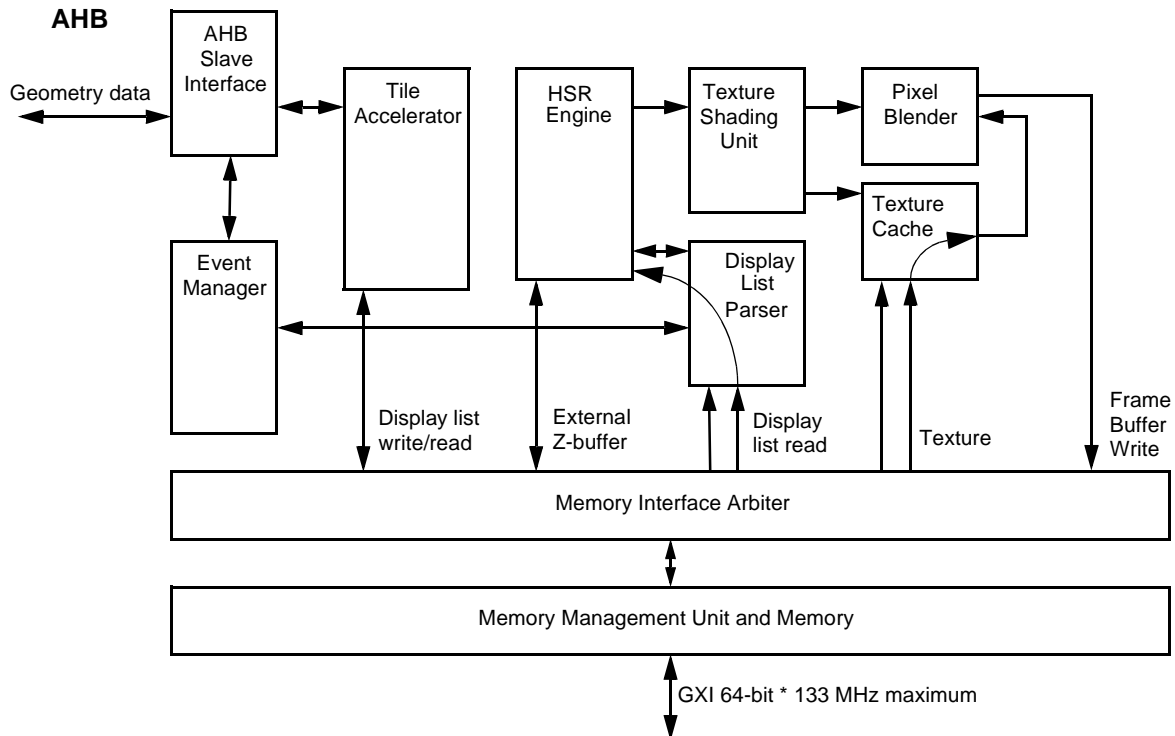 AHB
AHB
Slave
Interface
Geometry data
Tile
Accelerator
HSR
Engine
Texture
Shading
Unit
Pixel
Blender
Texture
Cache
Event
Manager
Display
List
Parser
Display list
write/read
External
Z-buffer
Display
list read
Texture
Frame
Buffer
Write
Memory Interface Arbiter
Memory Management Unit and Memory
GXI 64-bit * 133 MHz maximum